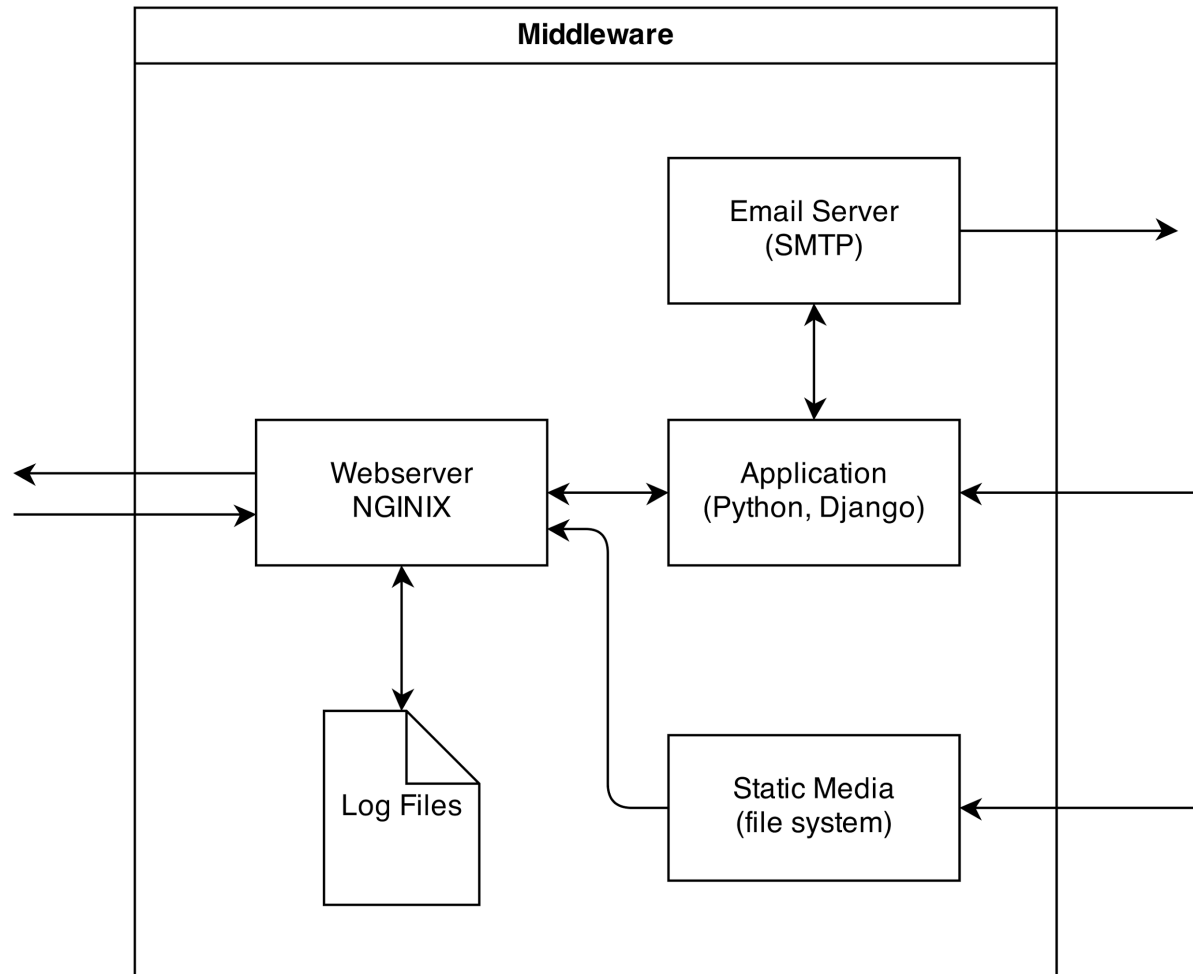 Middleware
Email Server
(SMTP)
Webserver
NGINIX
Application
(Python, Django)
Log Files
Static Media
(file system)